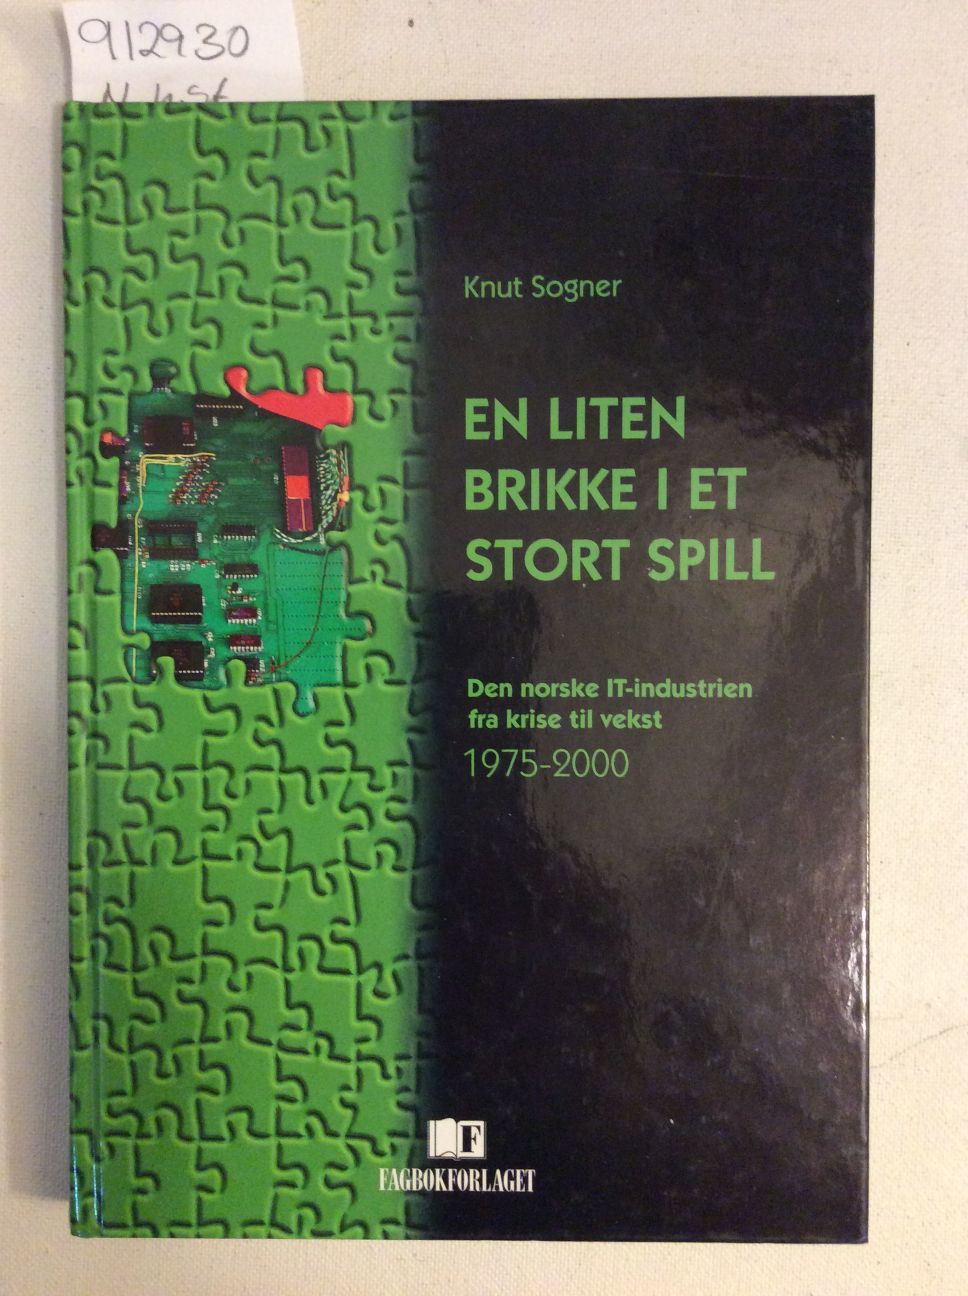 912930
Knut Sogner
EN LITEN
BRIKKE I ET
STORT SPILL
Den norske IT-industrien
fra krise til vekst
1975-2000
F
FAGBOKFORLAGET